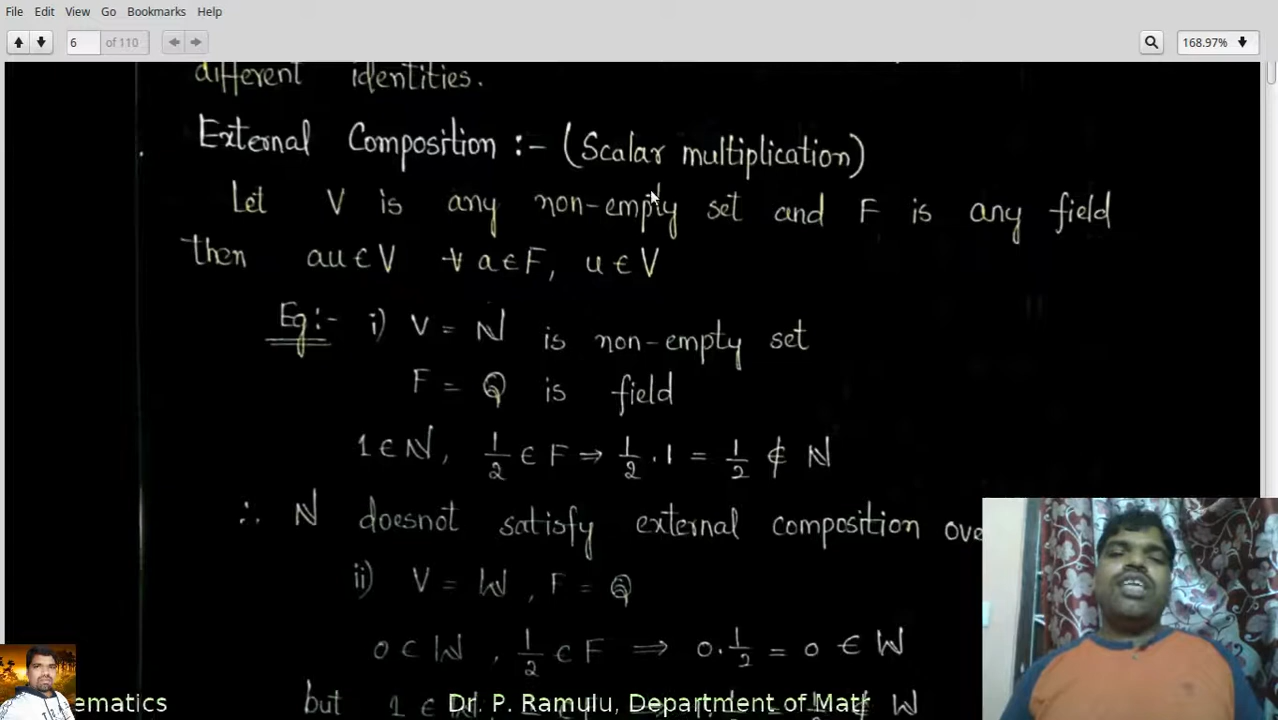 File Edit View Go Bookmarks Help
6 of 110 168.97%
different identities.
External Composition :- (Scalar multiplication)
Let V is any non-empty set and F is any field
then au ∈ V ∀ a ∈ F, u ∈ V
Eg:- i) V = ℕ is non-empty set
F = ℚ is field
1 ∈ ℕ, 1/2 ∈ F ⇒ 1/2 . 1 = 1/2 ∉ ℕ
∴ ℕ doesnot satisfy external composition
ii) V = W, F = ℚ
0 ∈ W, 1/2 ∈ F ⇒ 0. 1/2 = 0 ∈ W
but 1 ∈ W
ematics Dr. P. Ramulu, Department of Math